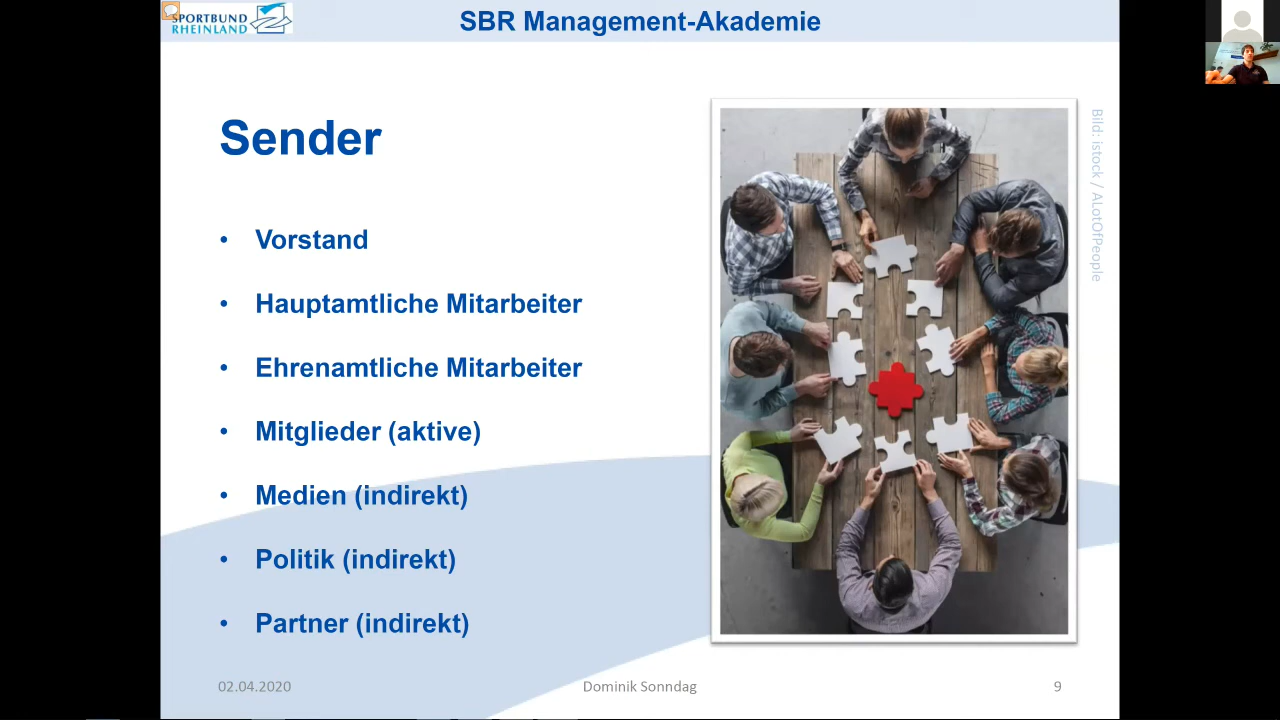 SPORTBUND
RHEINLAND
SBR Management-Akademie
Sender
• Vorstand
• Hauptamtliche Mitarbeiter
• Ehrenamtliche Mitarbeiter
• Mitglieder (aktive)
• Medien (indirekt)
• Politik (indirekt)
• Partner (indirekt)
Bild: istock / ALotOfPeople
02.04.2020
Dominik Sonndag
9